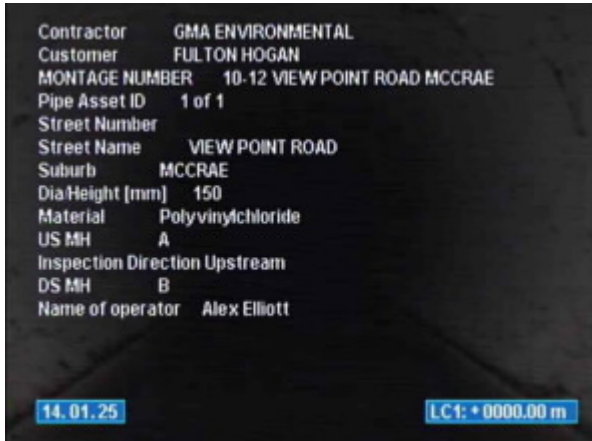 Contractor GMA ENVIRONMENTAL
Customer FULTON HOGAN
MONTAGE NUMBER 10-12 VIEW POINT ROAD MCCRAE
Pipe Asset ID 1 of 1
Street Number
Street Name VIEW POINT ROAD
Suburb MCCRAE
Dia/Height [mm] 150
Material Polyvinylchloride
US MH A
Inspection Direction Upstream
DS MH B
Name of operator Alex Elliott
14.01.25
LC1: +0000.00 m